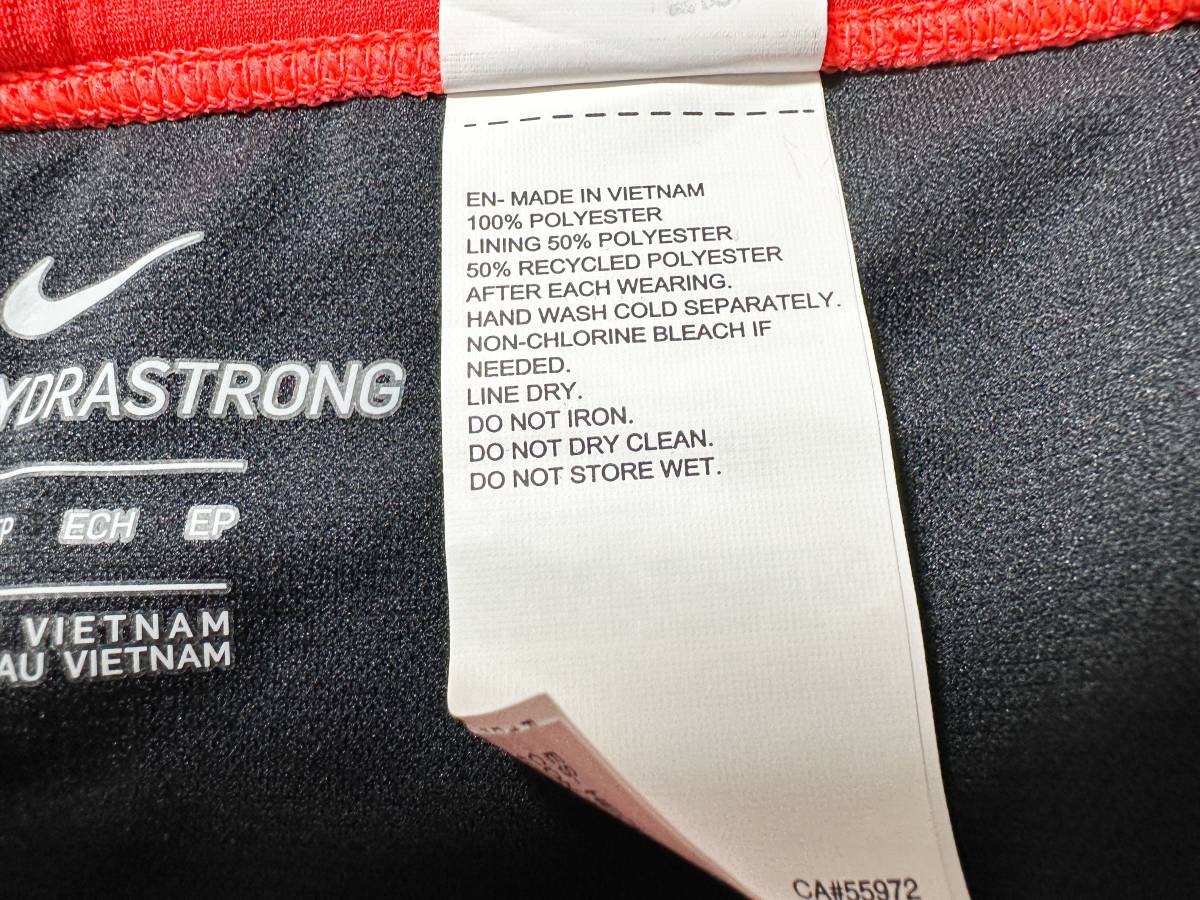 EN- MADE IN VIETNAM
100% POLYESTER
LINING 50% POLYESTER
50% RECYCLED POLYESTER
AFTER EACH WEARING.
HAND WASH COLD SEPARATELY.
NON-CHLORINE BLEACH IF
NEEDED.
LINE DRY.
DO NOT IRON.
DO NOT DRY CLEAN.
DO NOT STORE WET.
YDRASTRONG
ECH EP
VIETNAM
AU VIETNAM
ES-
CA#55972